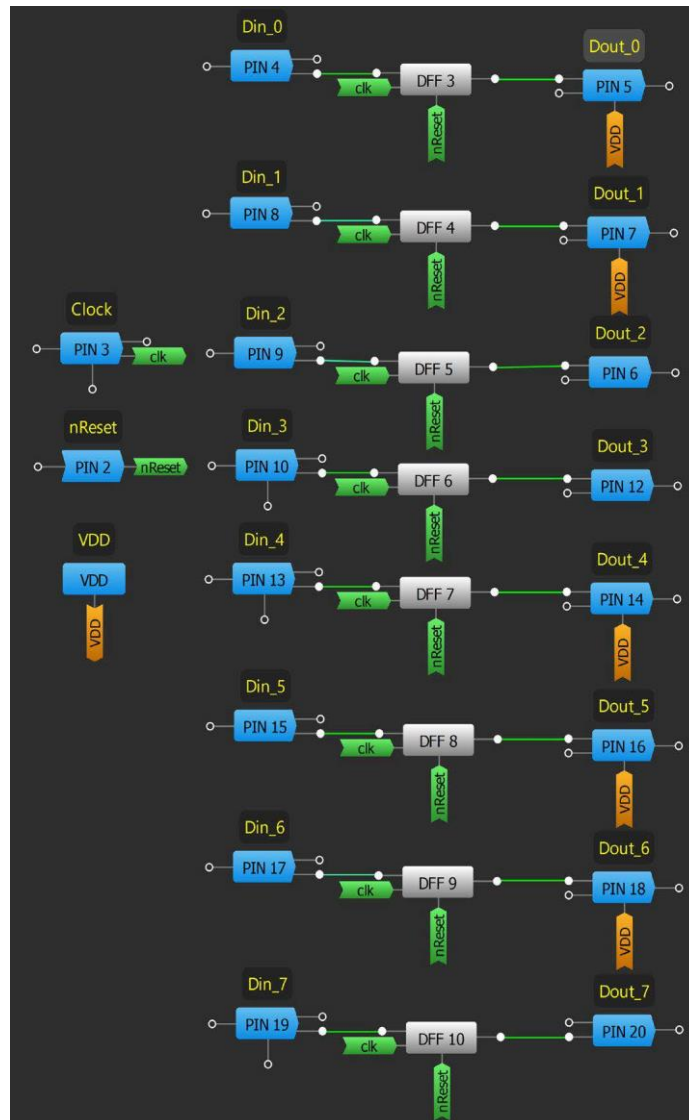 Din_0
PIN 4
clk
DFF 3
nReset
Dout_0
PIN 5
VDD
Din_1
PIN 8
clk
DFF 4
nReset
Dout_1
PIN 7
VDD
Clock
PIN 3
clk
Din_2
PIN 9
clk
DFF 5
nReset
Dout_2
PIN 6
nReset
PIN 2
nReset
Din_3
PIN 10
clk
DFF 6
nReset
Dout_3
PIN 12
VDD
VDD
VDD
Din_4
PIN 13
clk
DFF 7
nReset
Dout_4
PIN 14
VDD
Din_5
PIN 15
clk
DFF 8
nReset
Dout_5
PIN 16
VDD
Din_6
PIN 17
clk
DFF 9
nReset
Dout_6
PIN 18
VDD
Din_7
PIN 19
clk
DFF 10
nReset
Dout_7
PIN 20